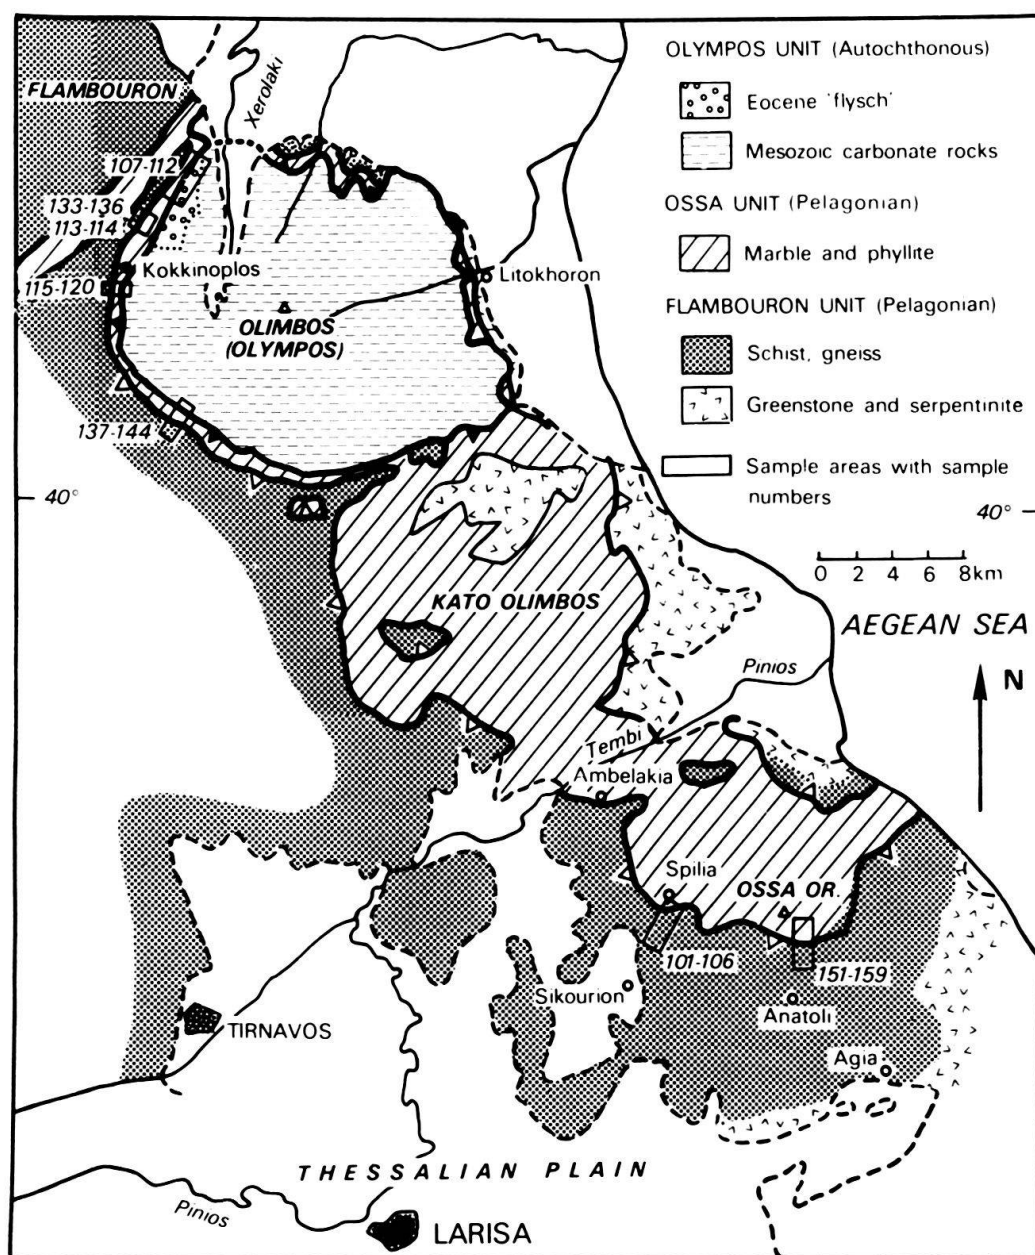 OLYMPOS UNIT (Autochthonous)
Eocene 'flysch'
Mesozoic carbonate rocks
OSSA UNIT (Pelagonian)
Marble and phyllite
FLAMBOURON UNIT (Pelagonian)
Schist, gneiss
Greenstone and serpentinite
Sample areas with sample
numbers
FLAMBOURON
Xerolaki
107-112
133-136
113-114
Kokkinoplos
115-120
Litokhoron
OLIMBOS
(OLYMPOS)
137-144
40°
40°
0 2 4 6 8km
KATO OLIMBOS
AEGEAN SEA
N
Pinios
Tembi
Ambelakia
Spilia
OSSA OR.
101-106
151-159
Sikourion
Anatoli
TIRNAVOS
Agia
THESSALIAN PLAIN
Pinios
LARISA